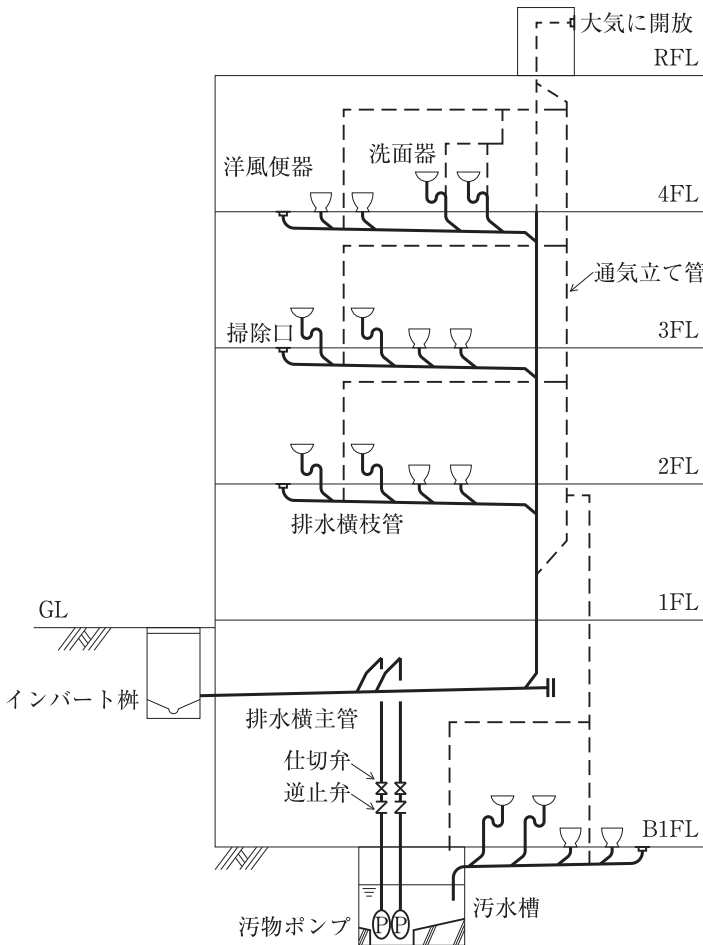 大気に開放
RFL
洋風便器
洗面器
4FL
通気立て管
掃除口
3FL
2FL
排水横枝管
GL
1FL
インバート桝
排水横主管
仕切弁
逆止弁
B1FL
汚物ポンプ
P
P
汚水槽